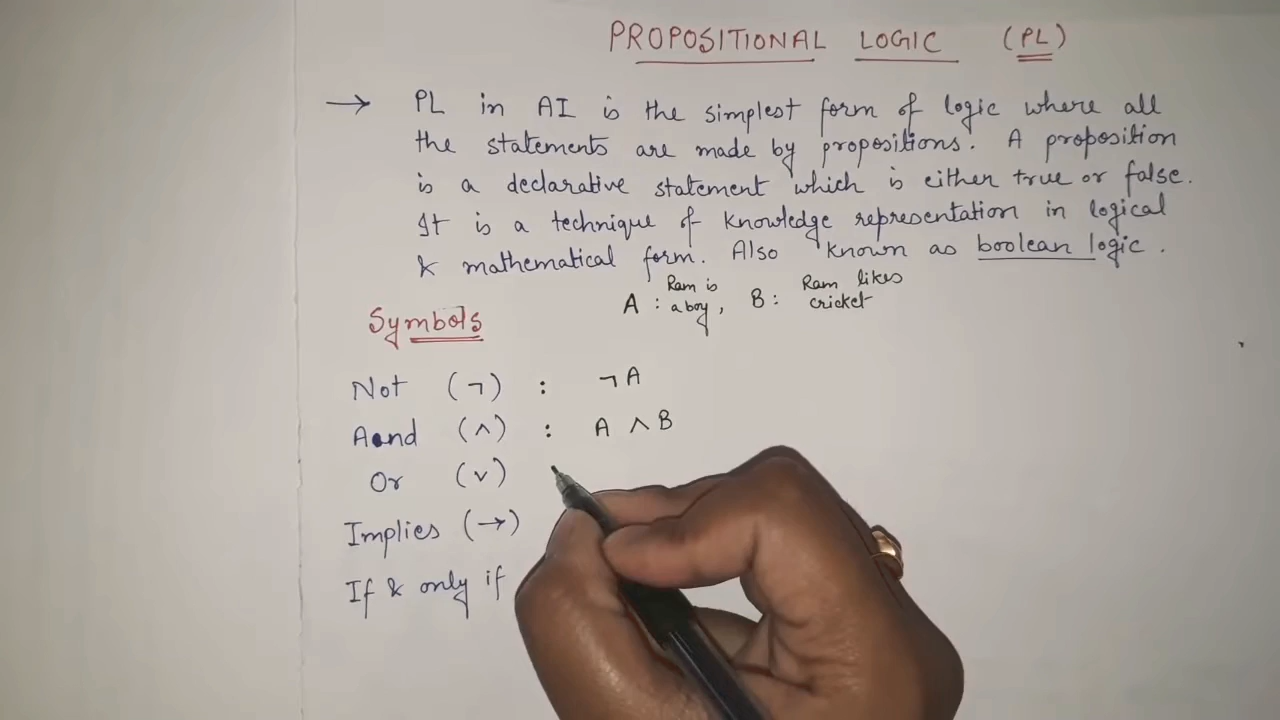 PROPOSITIONAL LOGIC (PL)
→ PL in AI is the simplest form of logic where all
the statements are made by propositions. A proposition
is a declarative statement which is either true or false.
It is a technique of knowledge representation in logical
& mathematical form. Also known as boolean logic.
A : Ram is a boy, B : Ram likes cricket
Symbols
Not (¬) : ¬A
And (∧) : A ∧ B
Or (∨)
Implies (→)
If & only if